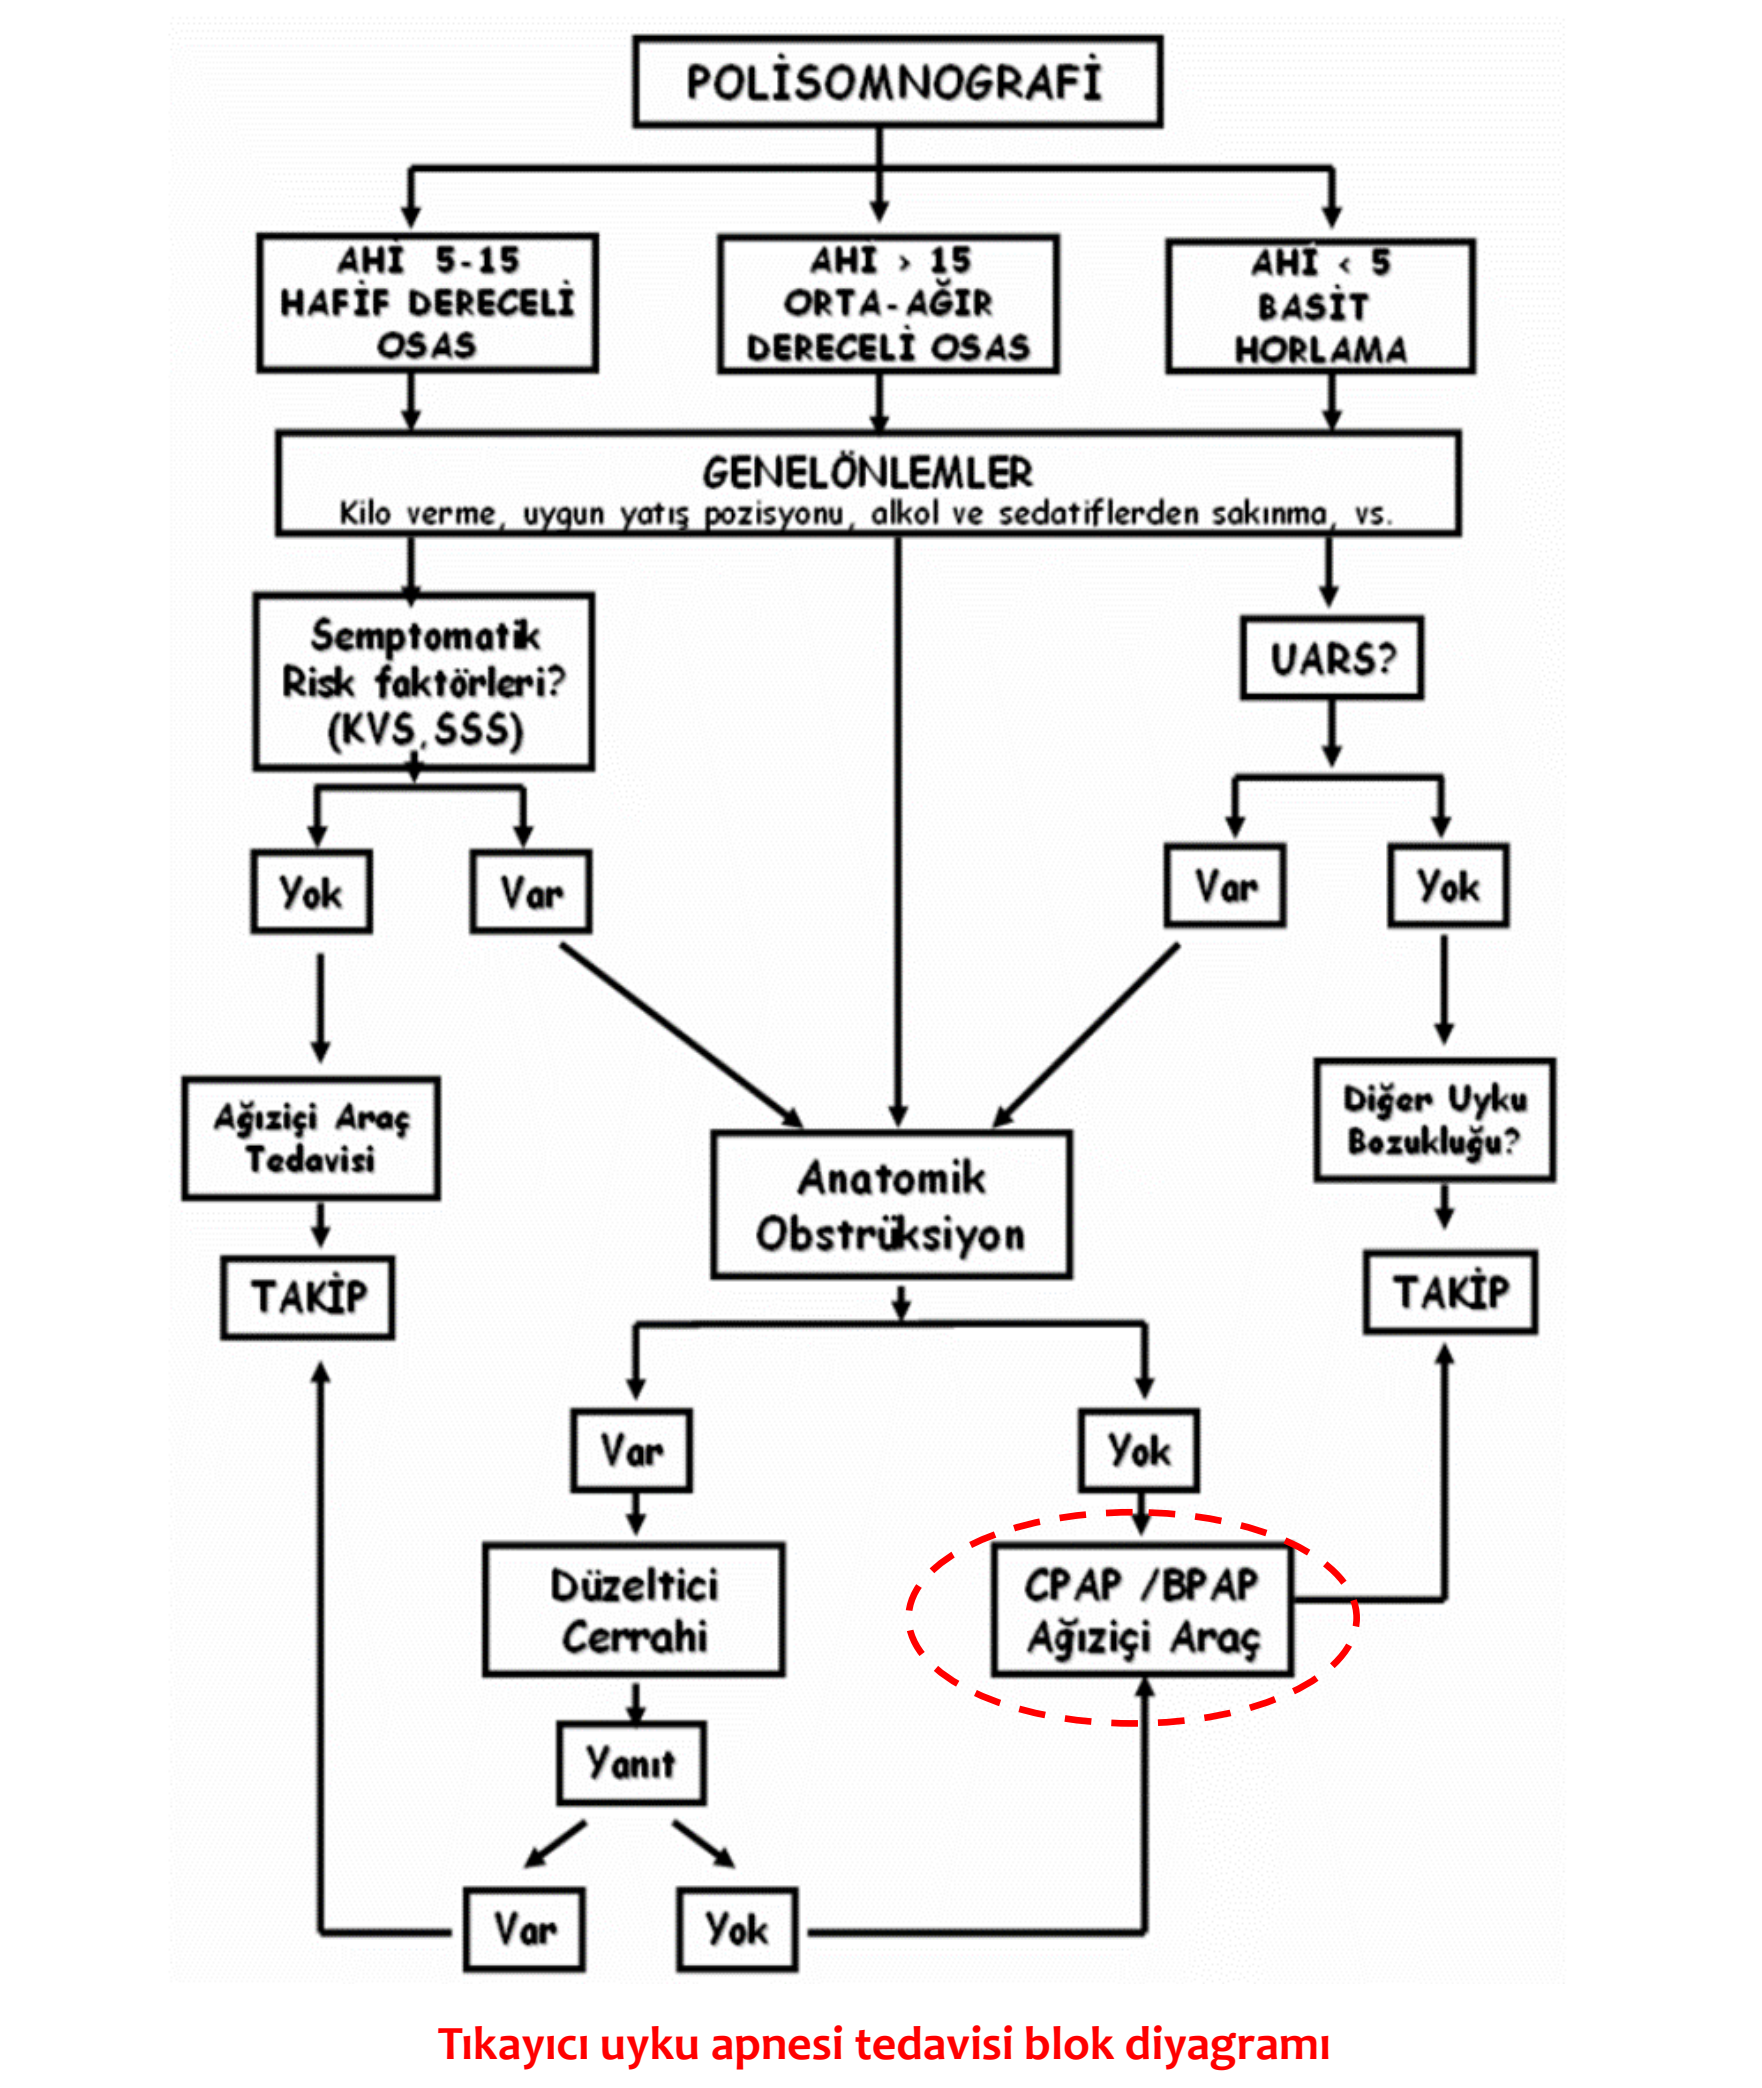 POLİSOMNOGRAFİ
AHİ 5-15
HAFİF DERECELİ
OSAS
AHİ > 15
ORTA-AĞIR
DERECELİ OSAS
AHİ < 5
BASİT
HORLAMA
GENELÖNLEMLER
Kilo verme, uygun yatış pozisyonu, alkol ve sedatiflerden sakınma, vs.
Semptomatik
Risk faktörleri?
(KVS, SSS)
UARS?
Yok
Var
Var
Yok
Ağıziçi Araç
Tedavisi
Anatomik
Obstrüksiyon
Diğer Uyku
Bozukluğu?
TAKİP
TAKİP
Var
Yok
Düzeltici
Cerrahi
CPAP /BPAP
Ağıziçi Araç
Yanıt
Var
Yok
Tıkayıcı uyku apnesi tedavisi blok diyagramı